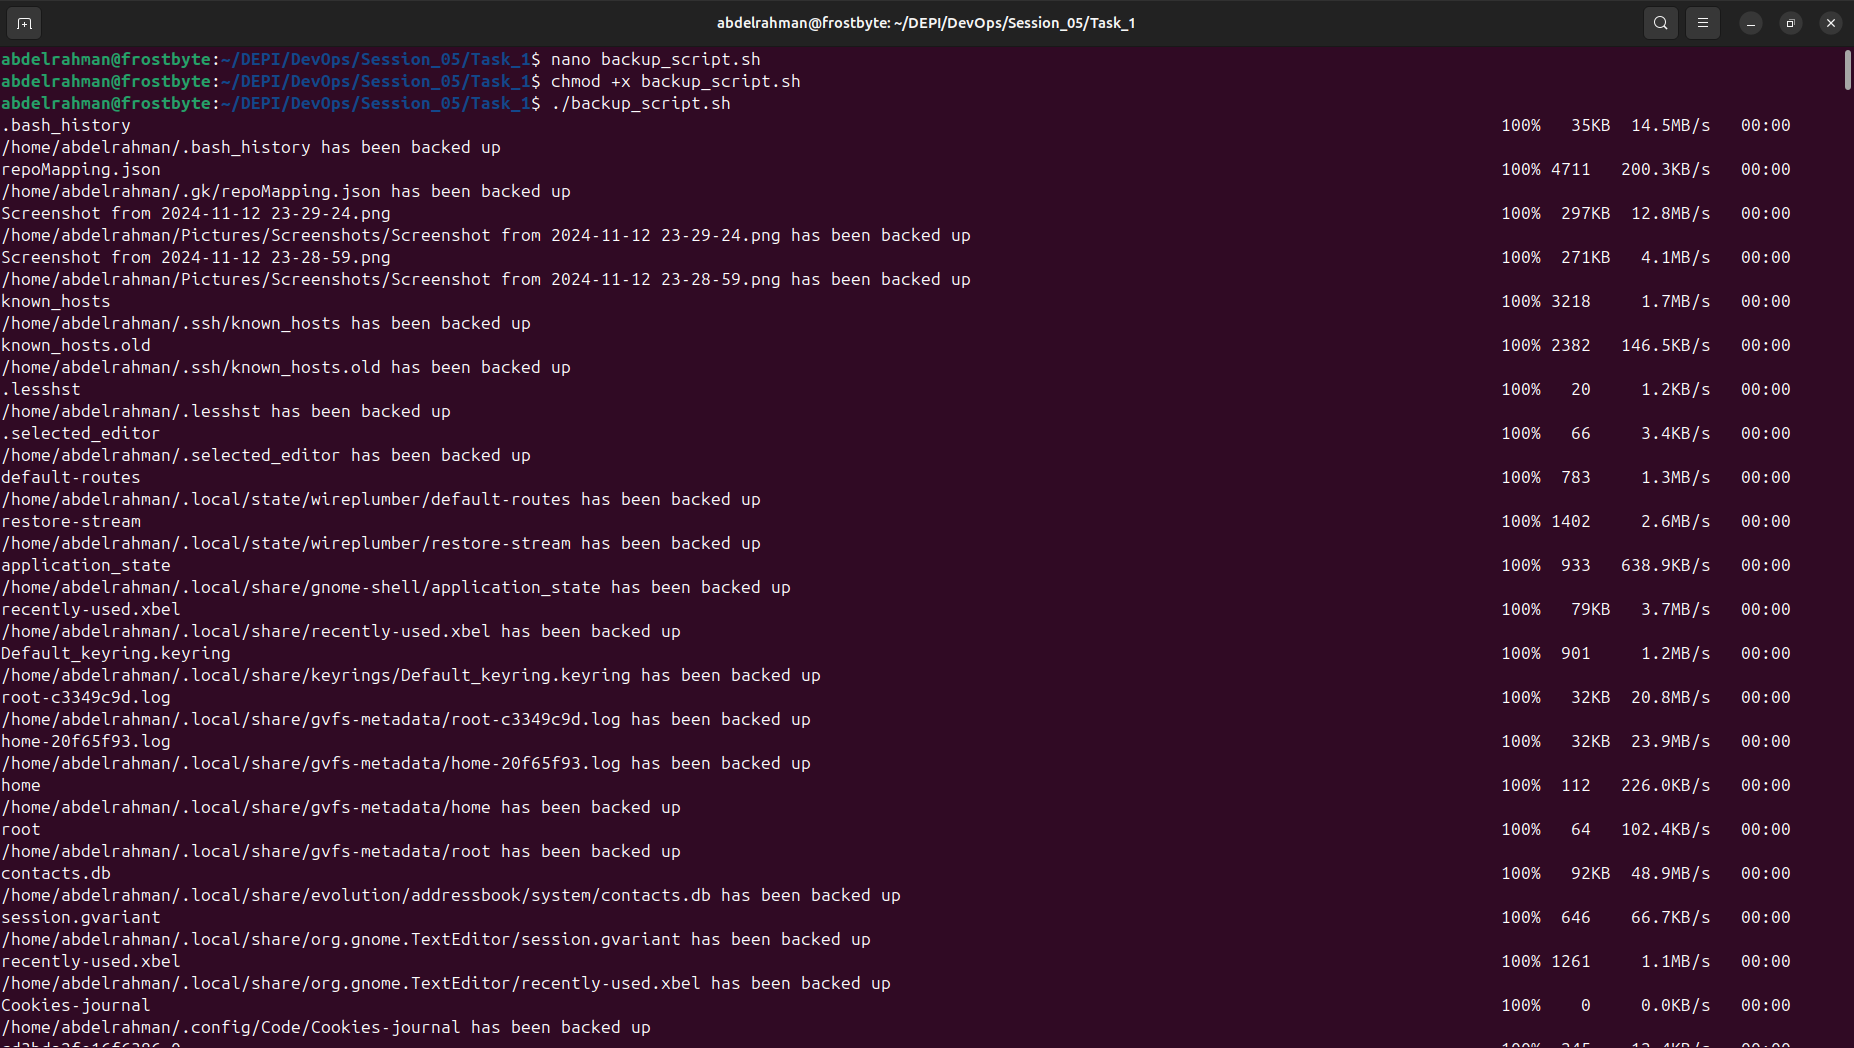 abdelrahman@frostbyte: ~/DEPI/DevOps/Session_05/Task_1
abdelrahman@frostbyte:~/DEPI/DevOps/Session_05/Task_1$ nano backup_script.sh
abdelrahman@frostbyte:~/DEPI/DevOps/Session_05/Task_1$ chmod +x backup_script.sh
abdelrahman@frostbyte:~/DEPI/DevOps/Session_05/Task_1$ ./backup_script.sh
.bash_history 100% 35KB 14.5MB/s 00:00
/home/abdelrahman/.bash_history has been backed up
repoMapping.json 100% 4711 200.3KB/s 00:00
/home/abdelrahman/.gk/repoMapping.json has been backed up
Screenshot from 2024-11-12 23-29-24.png 100% 297KB 12.8MB/s 00:00
/home/abdelrahman/Pictures/Screenshots/Screenshot from 2024-11-12 23-29-24.png has been backed up
Screenshot from 2024-11-12 23-28-59.png 100% 271KB 4.1MB/s 00:00
/home/abdelrahman/Pictures/Screenshots/Screenshot from 2024-11-12 23-28-59.png has been backed up
known_hosts 100% 3218 1.7MB/s 00:00
/home/abdelrahman/.ssh/known_hosts has been backed up
known_hosts.old 100% 2382 146.5KB/s 00:00
/home/abdelrahman/.ssh/known_hosts.old has been backed up
.lesshst 100% 20 1.2KB/s 00:00
/home/abdelrahman/.lesshst has been backed up
.selected_editor 100% 66 3.4KB/s 00:00
/home/abdelrahman/.selected_editor has been backed up
default-routes 100% 783 1.3MB/s 00:00
/home/abdelrahman/.local/state/wireplumber/default-routes has been backed up
restore-stream 100% 1402 2.6MB/s 00:00
/home/abdelrahman/.local/state/wireplumber/restore-stream has been backed up
application_state 100% 933 638.9KB/s 00:00
/home/abdelrahman/.local/share/gnome-shell/application_state has been backed up
recently-used.xbel 100% 79KB 3.7MB/s 00:00
/home/abdelrahman/.local/share/recently-used.xbel has been backed up
Default_keyring.keyring 100% 901 1.2MB/s 00:00
/home/abdelrahman/.local/share/keyrings/Default_keyring.keyring has been backed up
root-c3349c9d.log 100% 32KB 20.8MB/s 00:00
/home/abdelrahman/.local/share/gvfs-metadata/root-c3349c9d.log has been backed up
home-20f65f93.log 100% 32KB 23.9MB/s 00:00
/home/abdelrahman/.local/share/gvfs-metadata/home-20f65f93.log has been backed up
home 100% 112 226.0KB/s 00:00
/home/abdelrahman/.local/share/gvfs-metadata/home has been backed up
root 100% 64 102.4KB/s 00:00
/home/abdelrahman/.local/share/gvfs-metadata/root has been backed up
contacts.db 100% 92KB 48.9MB/s 00:00
/home/abdelrahman/.local/share/evolution/addressbook/system/contacts.db has been backed up
session.gvariant 100% 646 66.7KB/s 00:00
/home/abdelrahman/.local/share/org.gnome.TextEditor/session.gvariant has been backed up
recently-used.xbel 100% 1261 1.1MB/s 00:00
/home/abdelrahman/.local/share/org.gnome.TextEditor/recently-used.xbel has been backed up
Cookies-journal 100% 0 0.0KB/s 00:00
/home/abdelrahman/.config/Code/Cookies-journal has been backed up